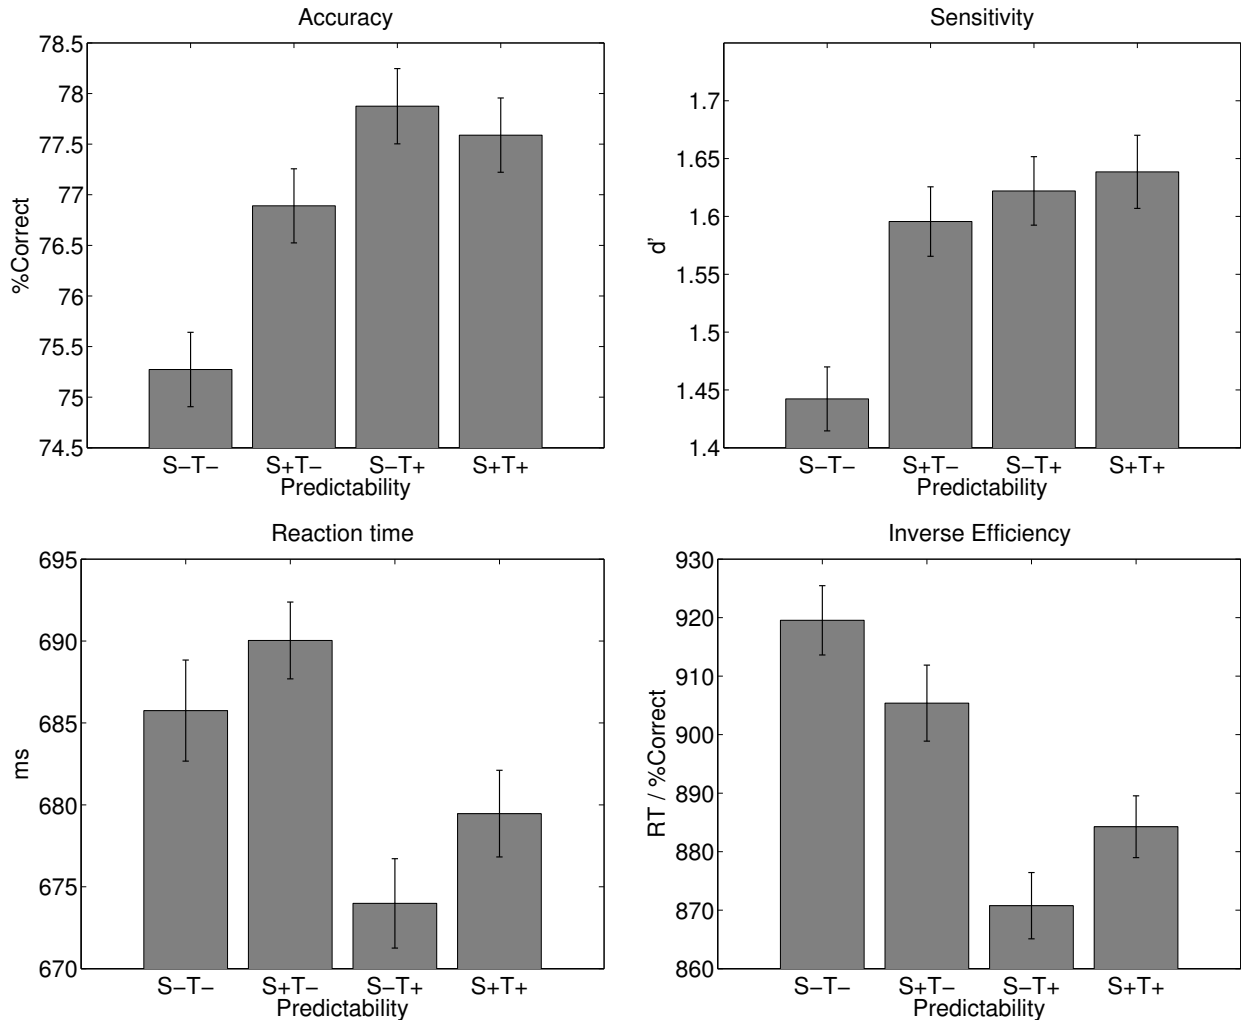 Accuracy
%Correct
78.5
78
77.5
77
76.5
76
75.5
75
74.5
S−T− S+T− S−T+ S+T+
Predictability
Sensitivity
d'
1.7
1.65
1.6
1.55
1.5
1.45
1.4
S−T− S+T− S−T+ S+T+
Predictability
Reaction time
ms
695
690
685
680
675
670
S−T− S+T− S−T+ S+T+
Predictability
Inverse Efficiency
RT / %Correct
930
920
910
900
890
880
870
860
S−T− S+T− S−T+ S+T+
Predictability